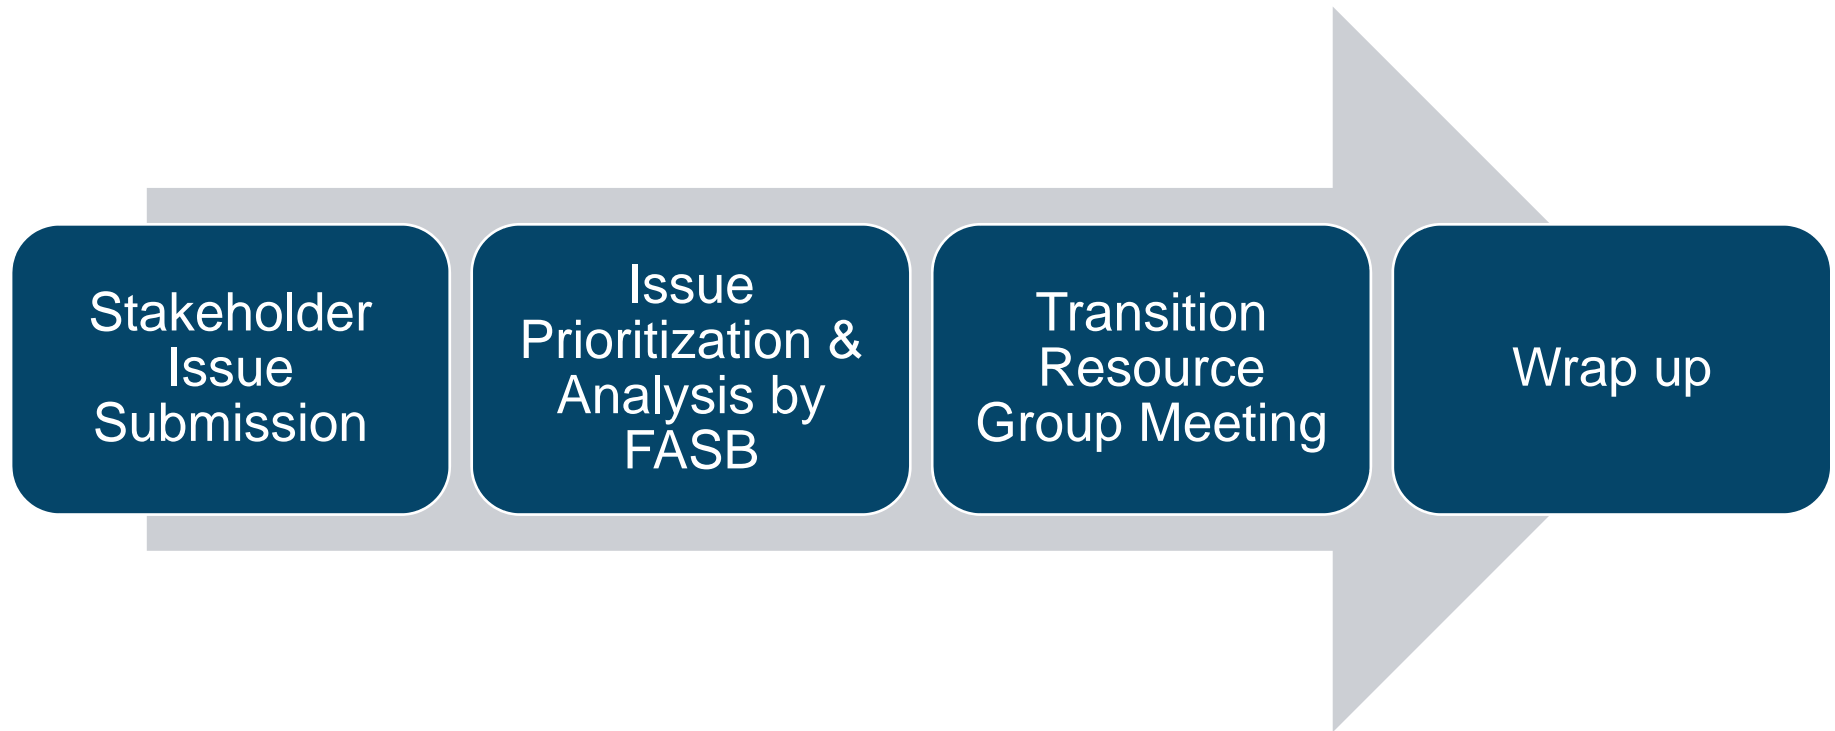 Stakeholder
Issue
Submission
Issue
Prioritization &
Analysis by
FASB
Transition
Resource
Group Meeting
Wrap up